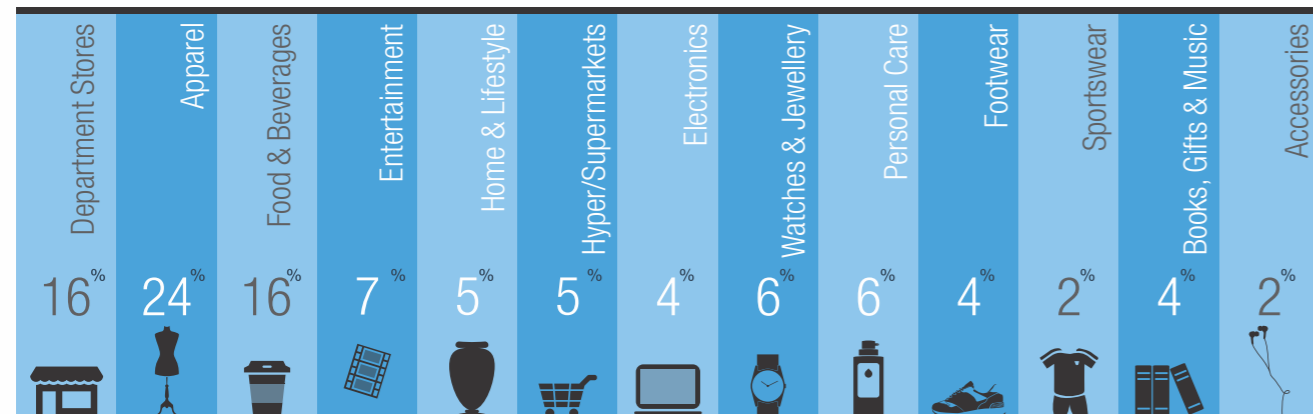 Department Stores
16%
Apparel
24%
Food & Beverages
16%
Entertainment
7%
Home & Lifestyle
5%
Hyper/Supermarkets
5%
Electronics
4%
Watches & Jewellery
6%
Personal Care
6%
Footwear
4%
Sportswear
2%
Books, Gifts & Music
4%
Accessories
2%